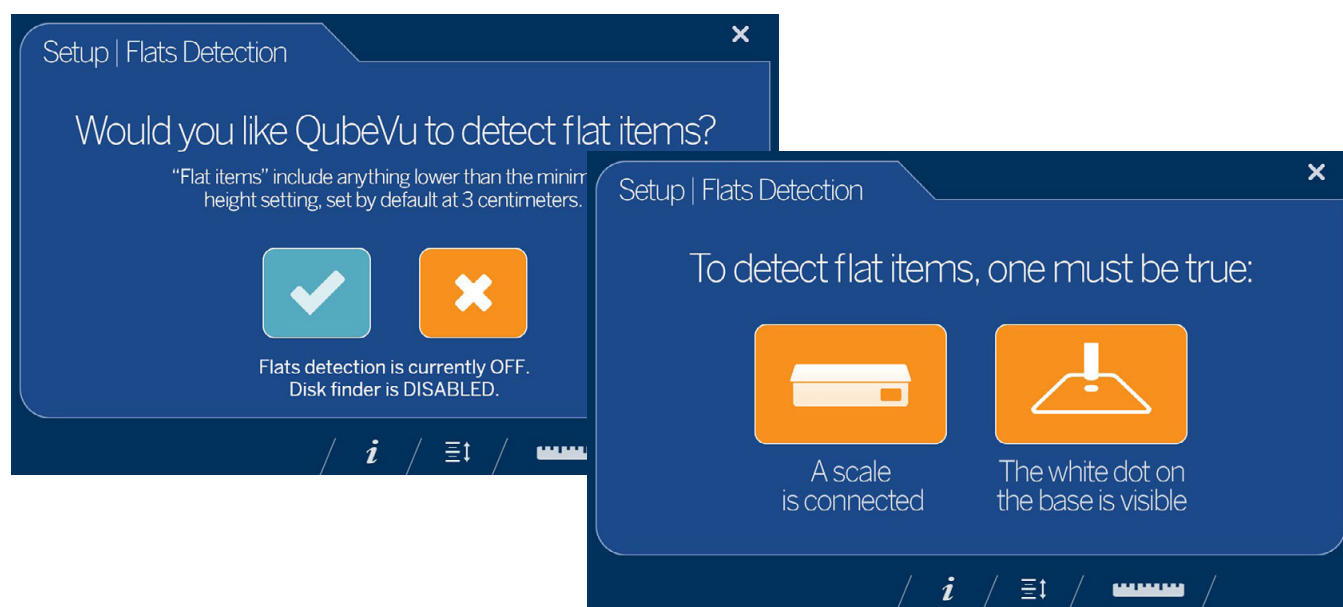 Setup | Flats Detection
Would you like QubeVu to detect flat items?
“Flat items” include anything lower than the
height setting, set by default at 3 centimeters.
Flats detection is currently OFF.
Disk finder is DISABLED.
i
Setup | Flats Detection
To detect flat items, one must be true:
A scale
is connected
The white dot on
the base is visible
i